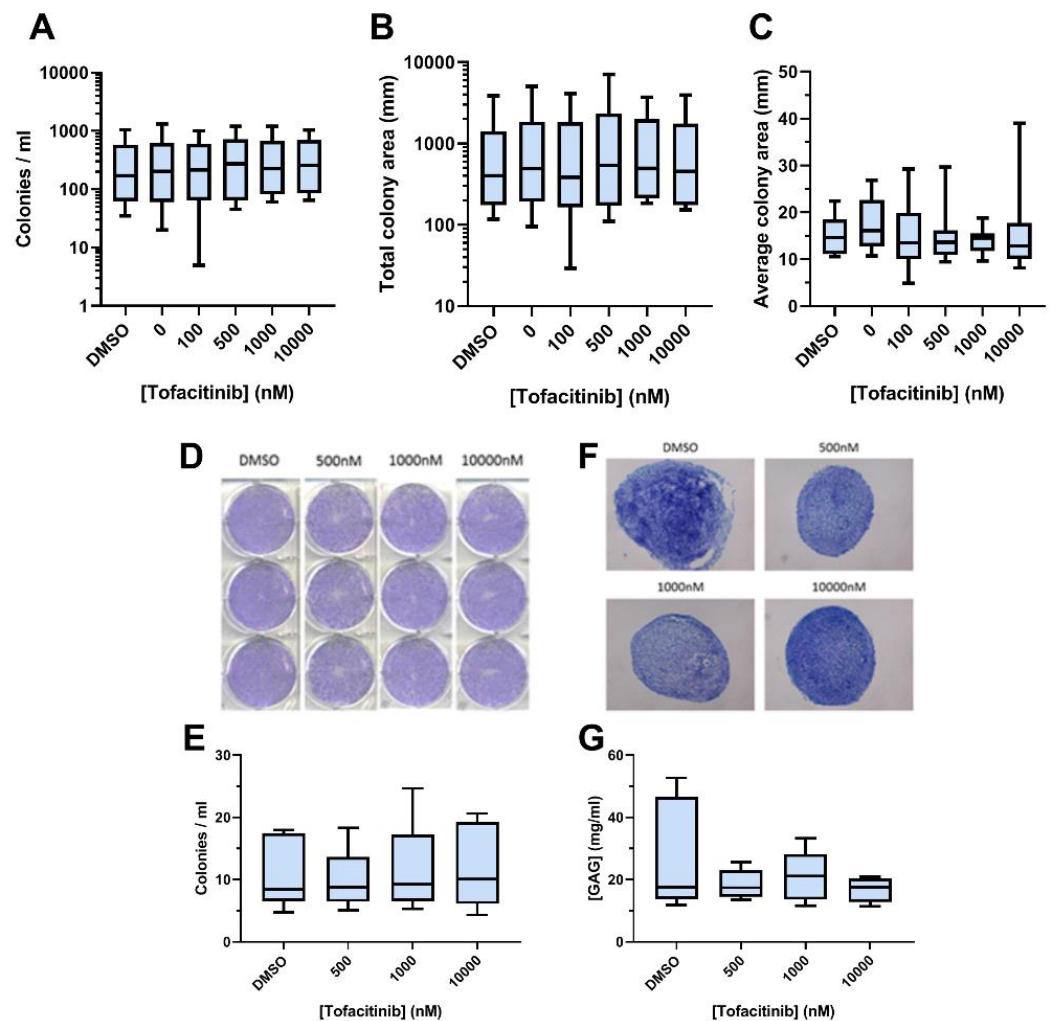 A
Colonies / ml
10000
1000
100
10
1
DMSO
0
100
500
1000
10000
[Tofacitinib] (nM)
B
Total colony area (mm)
10000
1000
100
10
DMSO
0
100
500
1000
10000
[Tofacitinib] (nM)
C
Average colony area (mm)
50
40
30
20
10
0
DMSO
0
100
500
1000
10000
[Tofacitinib] (nM)
D
DMSO 500nM 1000nM 10000nM
F
DMSO 500nM
1000nM 10000nM
E
Colonies / ml
30
20
10
0
DMSO
500
1000
10000
[Tofacitinib] (nM)
G
[GAG] (mg/ml)
60
40
20
0
DMSO
500
1000
10000
[Tofacitinib] (nM)